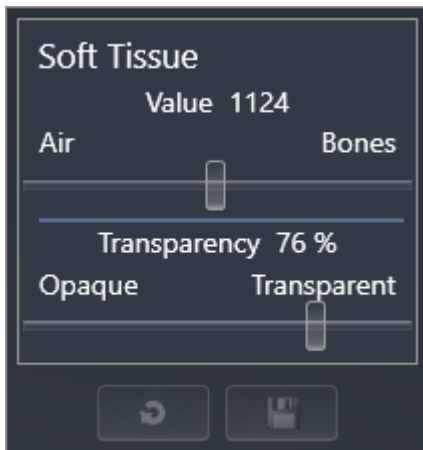 Soft Tissue
Value 1124
Air Bones
Transparency 76 %
Opaque Transparent